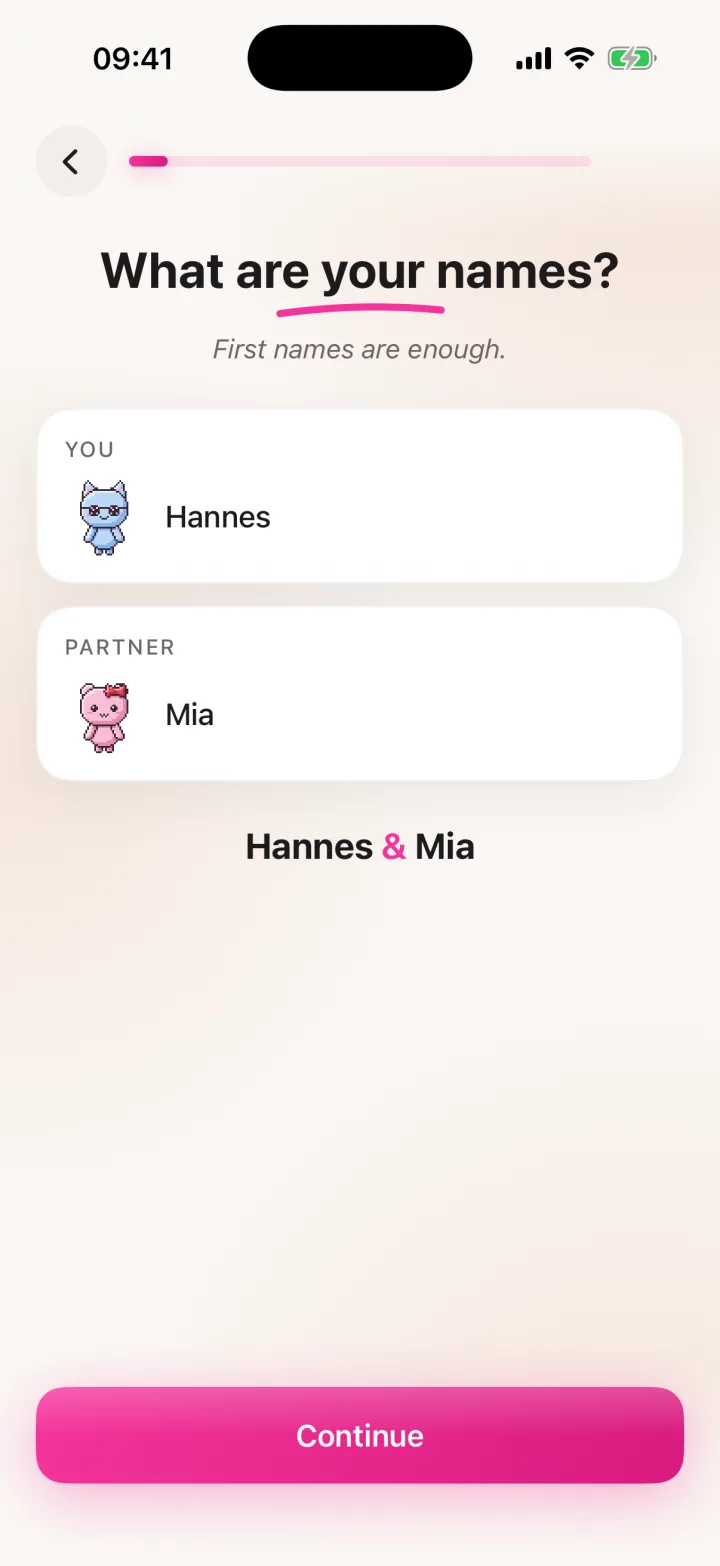 09:41
What are your names?
First names are enough.
YOU
Hannes
PARTNER
Mia
Hannes & Mia
Continue